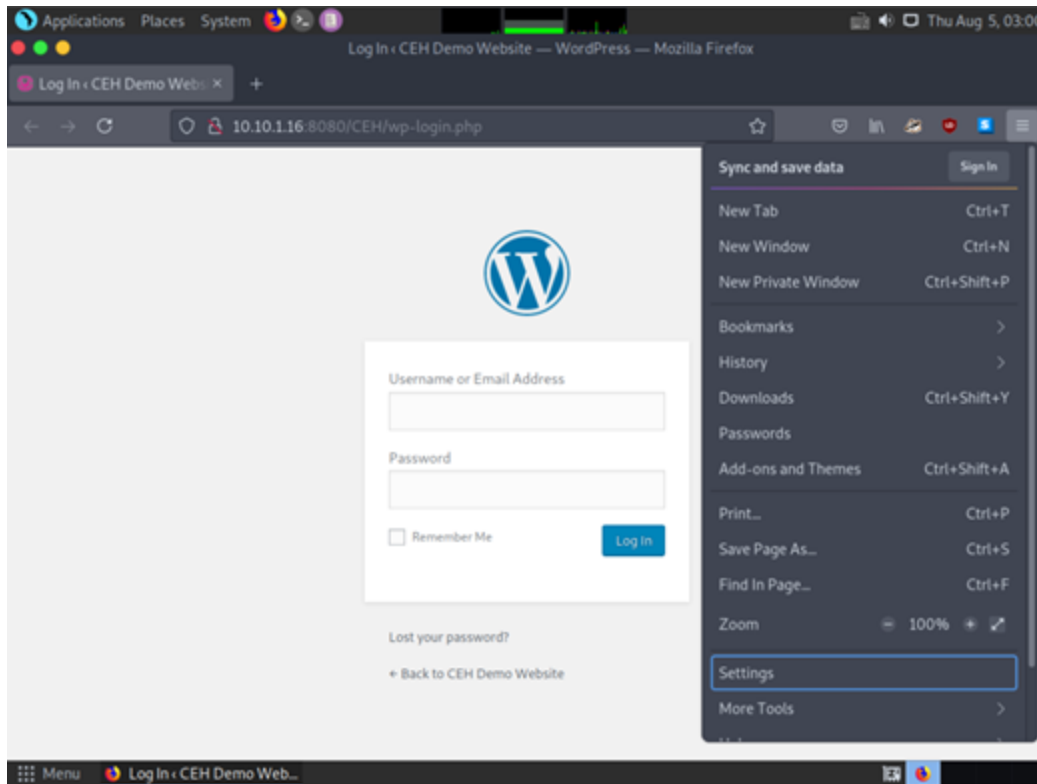 Applications Places System Thu Aug 5, 03:00
Log In ‹ CEH Demo Website — WordPress — Mozilla Firefox
Log In ‹ CEH Demo Webs
10.10.1.16:8080/CEH/wp-login.php
Sync and save data Sign In
New Tab Ctrl+T
New Window Ctrl+N
New Private Window Ctrl+Shift+P
Bookmarks
History
Downloads Ctrl+Shift+Y
Passwords
Add-ons and Themes Ctrl+Shift+A
Print... Ctrl+P
Save Page As... Ctrl+S
Find In Page... Ctrl+F
Zoom 100%
Settings
More Tools
Username or Email Address
Password
Remember Me Log In
Lost your password?
← Back to CEH Demo Website
Menu Log In ‹ CEH Demo Web...